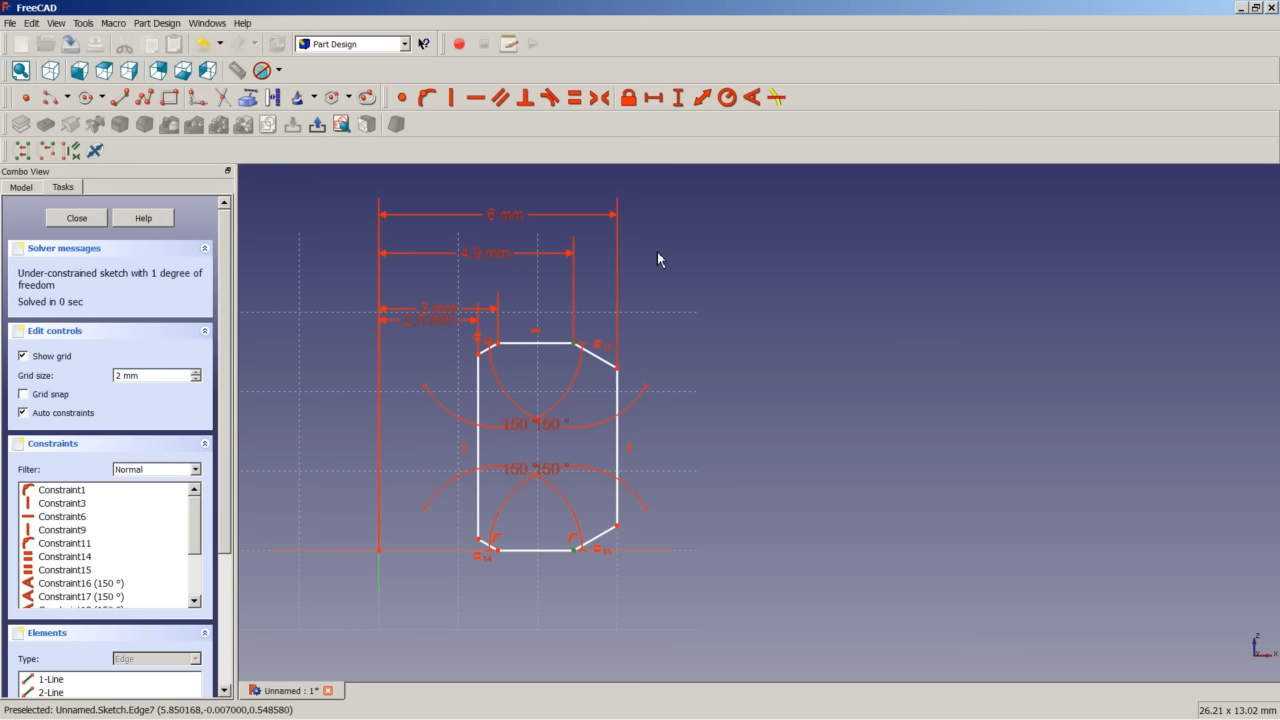 FreeCAD
File Edit View Tools Macro Part Design Windows Help
Part Design
Combo View
Model Tasks
Close Help
Solver messages
Under-constrained sketch with 1 degree of
freedom
Solved in 0 sec
Edit controls
Show grid
Grid size: 2 mm
Grid snap
Auto constraints
Constraints
Filter: Normal
Constraint1
Constraint3
Constraint6
Constraint9
Constraint11
Constraint14
Constraint15
Constraint16 (150 °)
Constraint17 (150 °)
Elements
Type: Edge
1-Line
2-Line
6 mm
4,9 mm
150 °150 °
150 °150 °
Unnamed : 1*
Preselected: Unnamed.Sketch.Edge7 (5.850168,-0.007000,0.548580)
26.21 x 13.02 mm